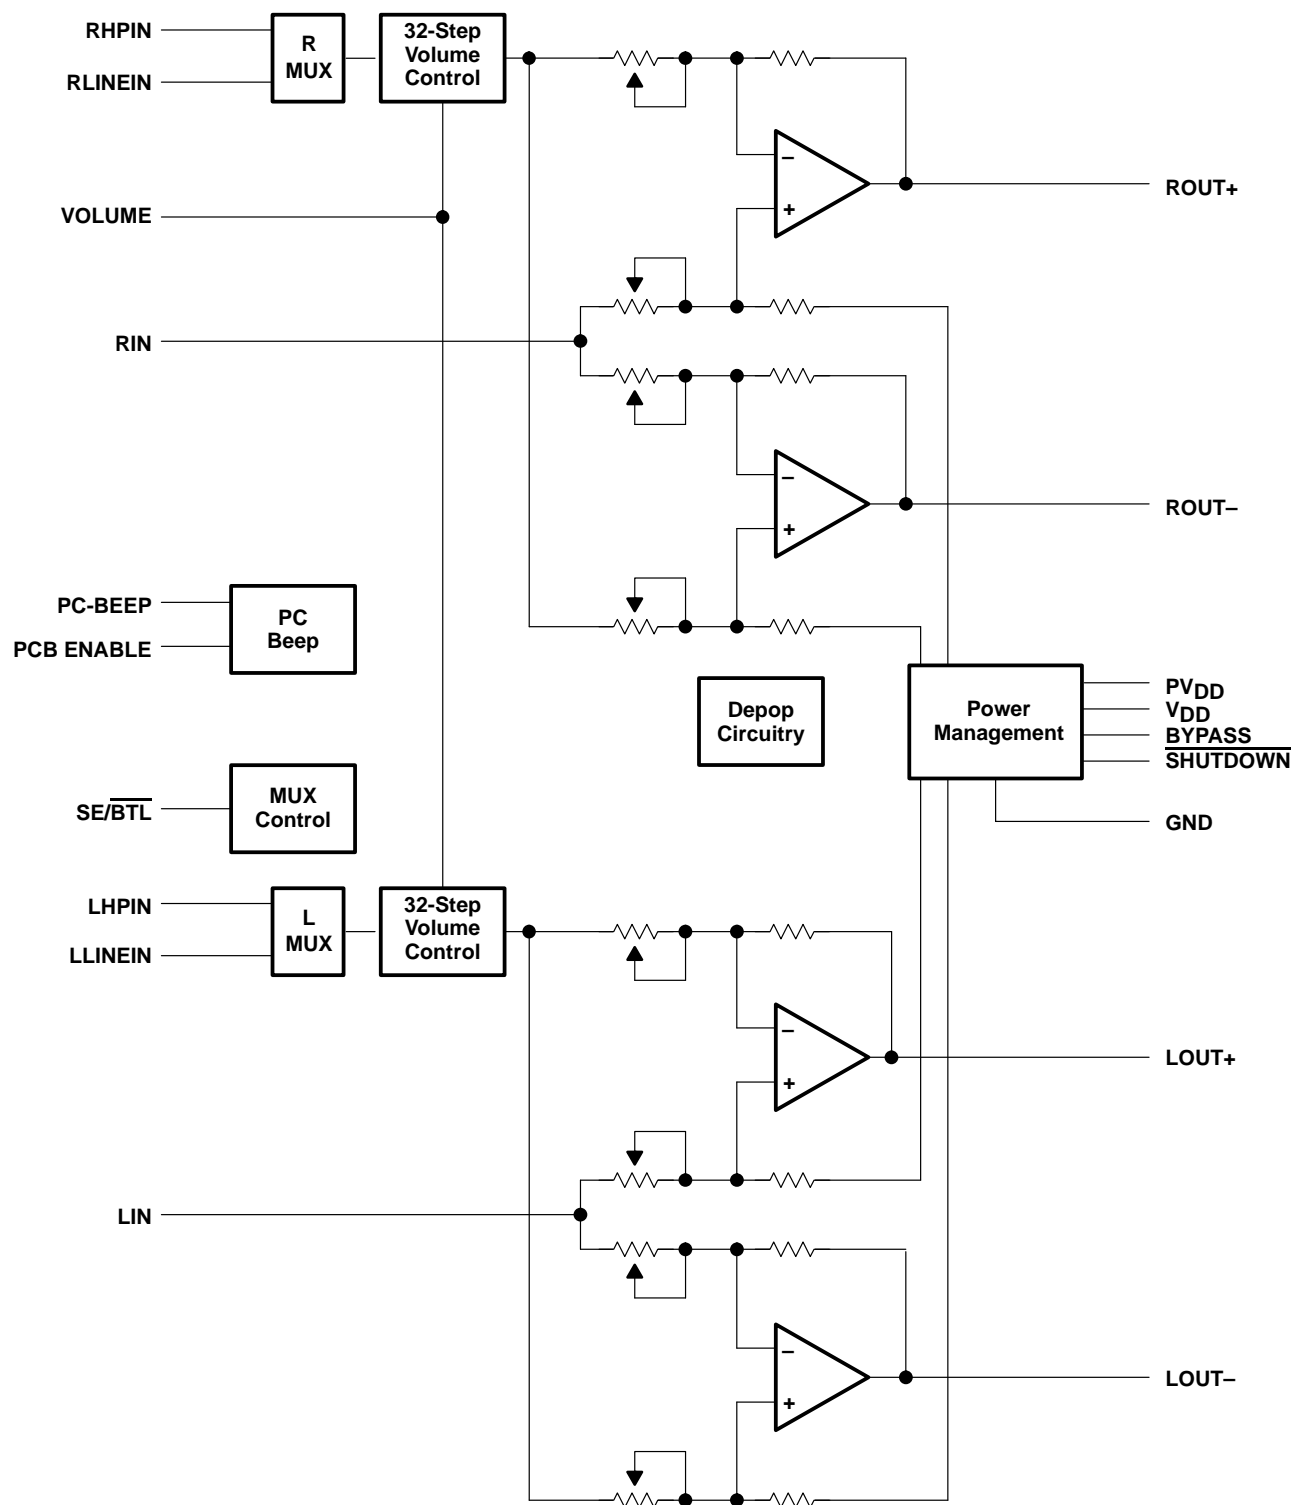 RHPIN
RLINEIN
R
MUX
32-Step
Volume
Control
–
+
ROUT+
VOLUME
RIN
–
+
ROUT–
PC-BEEP
PCB ENABLE
PC
Beep
Depop
Circuitry
Power
Management
PVDD
VDD
BYPASS
SHUTDOWN
GND
SE/BTL
MUX
Control
LHPIN
LLINEIN
L
MUX
32-Step
Volume
Control
–
+
LOUT+
LIN
–
+
LOUT–